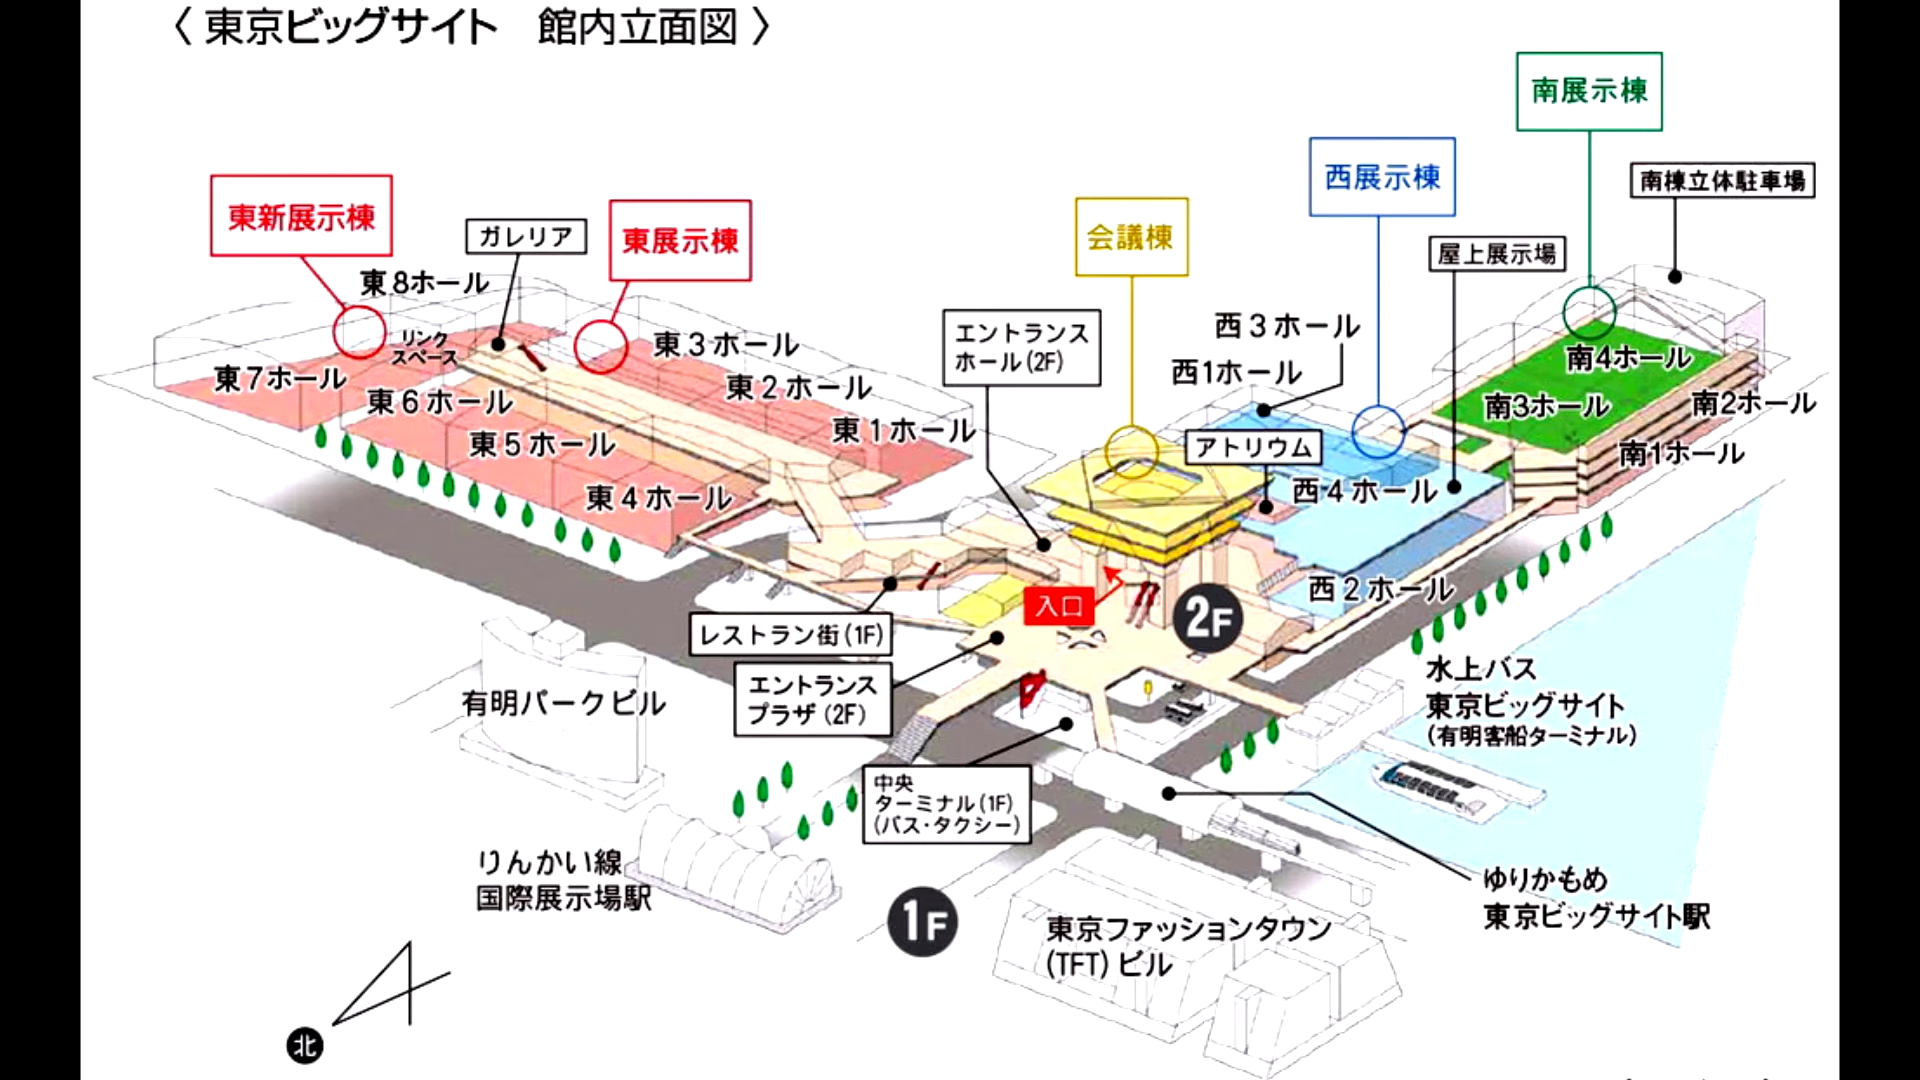 〈 東京ビッグサイト　館内立面図 〉
南展示棟
西展示棟
南棟立体駐車場
東新展示棟
ガレリア
東展示棟
会議棟
屋上展示場
東8ホール
エントランス
ホール(2F)
西3ホール
リンク
スペース
東3ホール
南4ホール
西1ホール
東7ホール
東2ホール
東6ホール
南3ホール
南2ホール
東1ホール
東5ホール
アトリウム
南1ホール
東4ホール
西4ホール
西2ホール
入口
2F
レストラン街(1F)
エントランス
プラザ(2F)
有明パークビル
水上バス
東京ビッグサイト
(有明客船ターミナル)
中央
ターミナル(1F)
(バス・タクシー)
りんかい線
国際展示場駅
ゆりかもめ
東京ビッグサイト駅
1F
東京ファッションタウン
(TFT) ビル
北